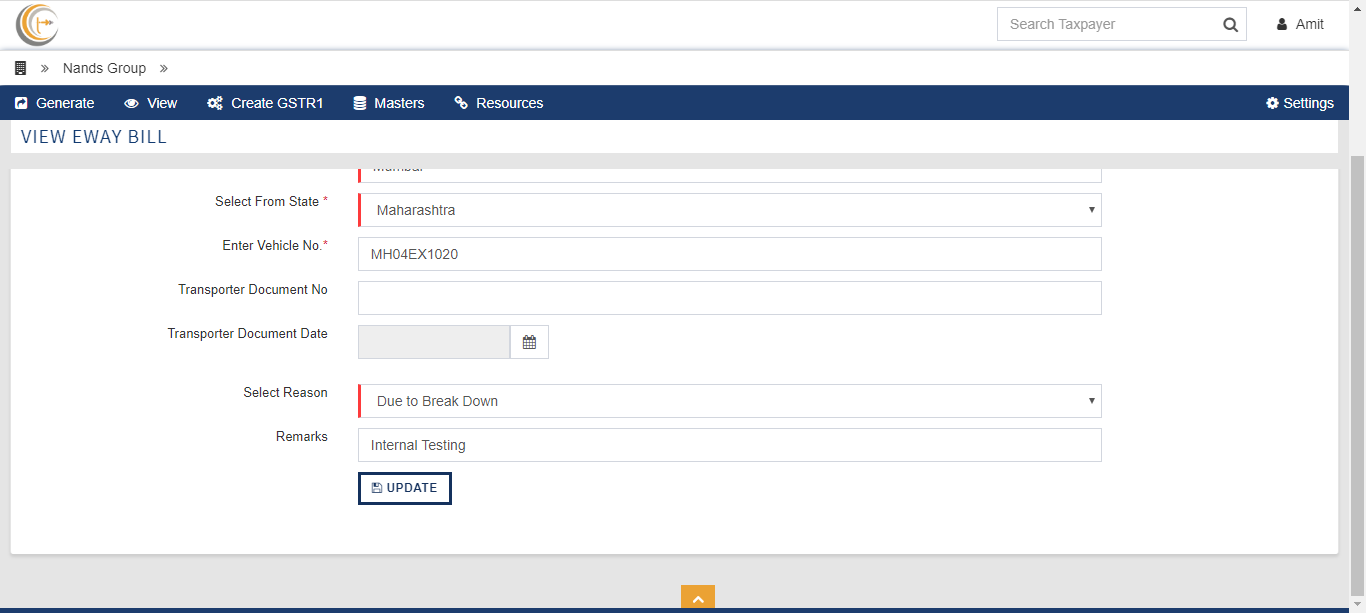 Search Taxpayer
Amit
» Nands Group »
Generate View Create GSTR1 Masters Resources Settings
VIEW EWAY BILL
Mumbai
Select From State * Maharashtra
Enter Vehicle No.* MH04EX1020
Transporter Document No
Transporter Document Date
Select Reason Due to Break Down
Remarks Internal Testing
UPDATE